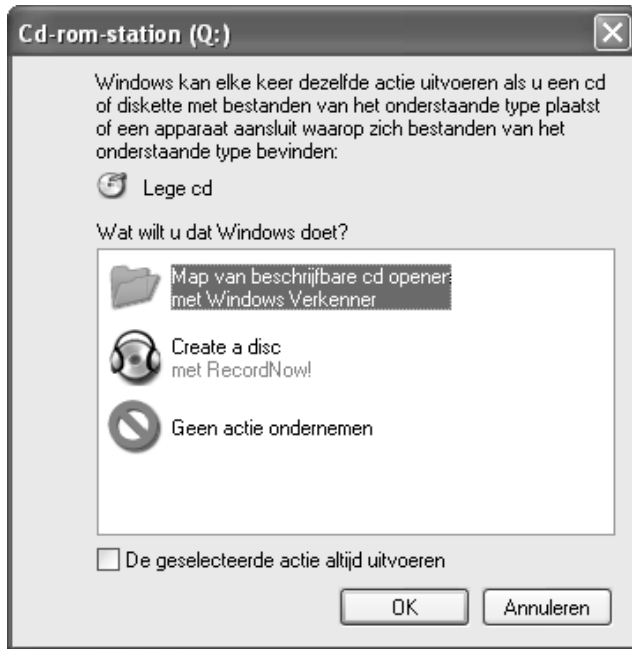 Cd-rom-station (Q:)
Windows kan elke keer dezelfde actie uitvoeren als u een cd
of diskette met bestanden van het onderstaande type plaatst
of een apparaat aansluit waarop zich bestanden van het
onderstaande type bevinden:
Lege cd
Wat wilt u dat Windows doet?
Map van beschrijfbare cd openen
met Windows Verkenner
Create a disc
met RecordNow!
Geen actie ondernemen
De geselecteerde actie altijd uitvoeren
OK
Annuleren